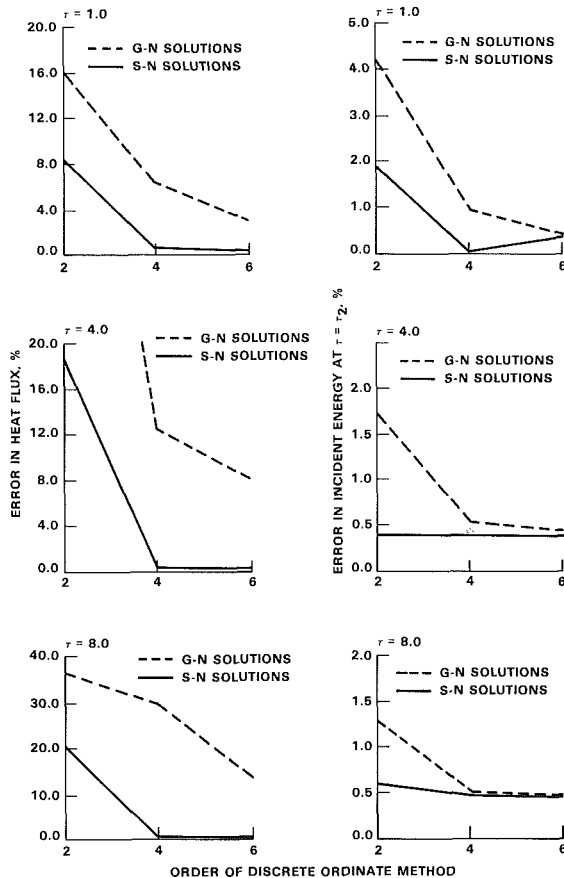 τ = 1.0
20.0
16.0
12.0
8.0
4.0
0.0
G-N SOLUTIONS
S-N SOLUTIONS
2 4 6
τ = 1.0
5.0
4.0
3.0
2.0
1.0
0.0
G-N SOLUTIONS
S-N SOLUTIONS
2 4 6
ERROR IN HEAT FLUX, %
τ = 4.0
20.0
16.0
12.0
8.0
4.0
0.0
G-N SOLUTIONS
S-N SOLUTIONS
2 4 6
ERROR IN INCIDENT ENERGY AT τ = τ2, %
τ = 4.0
2.0
1.5
1.0
0.5
0.0
G-N SOLUTIONS
S-N SOLUTIONS
2 4 6
τ = 8.0
40.0
30.0
20.0
10.0
0.0
G-N SOLUTIONS
S-N SOLUTIONS
2 4 6
τ = 8.0
2.0
1.5
1.0
0.5
0.0
G-N SOLUTIONS
S-N SOLUTIONS
2 4 6
ORDER OF DISCRETE ORDINATE METHOD